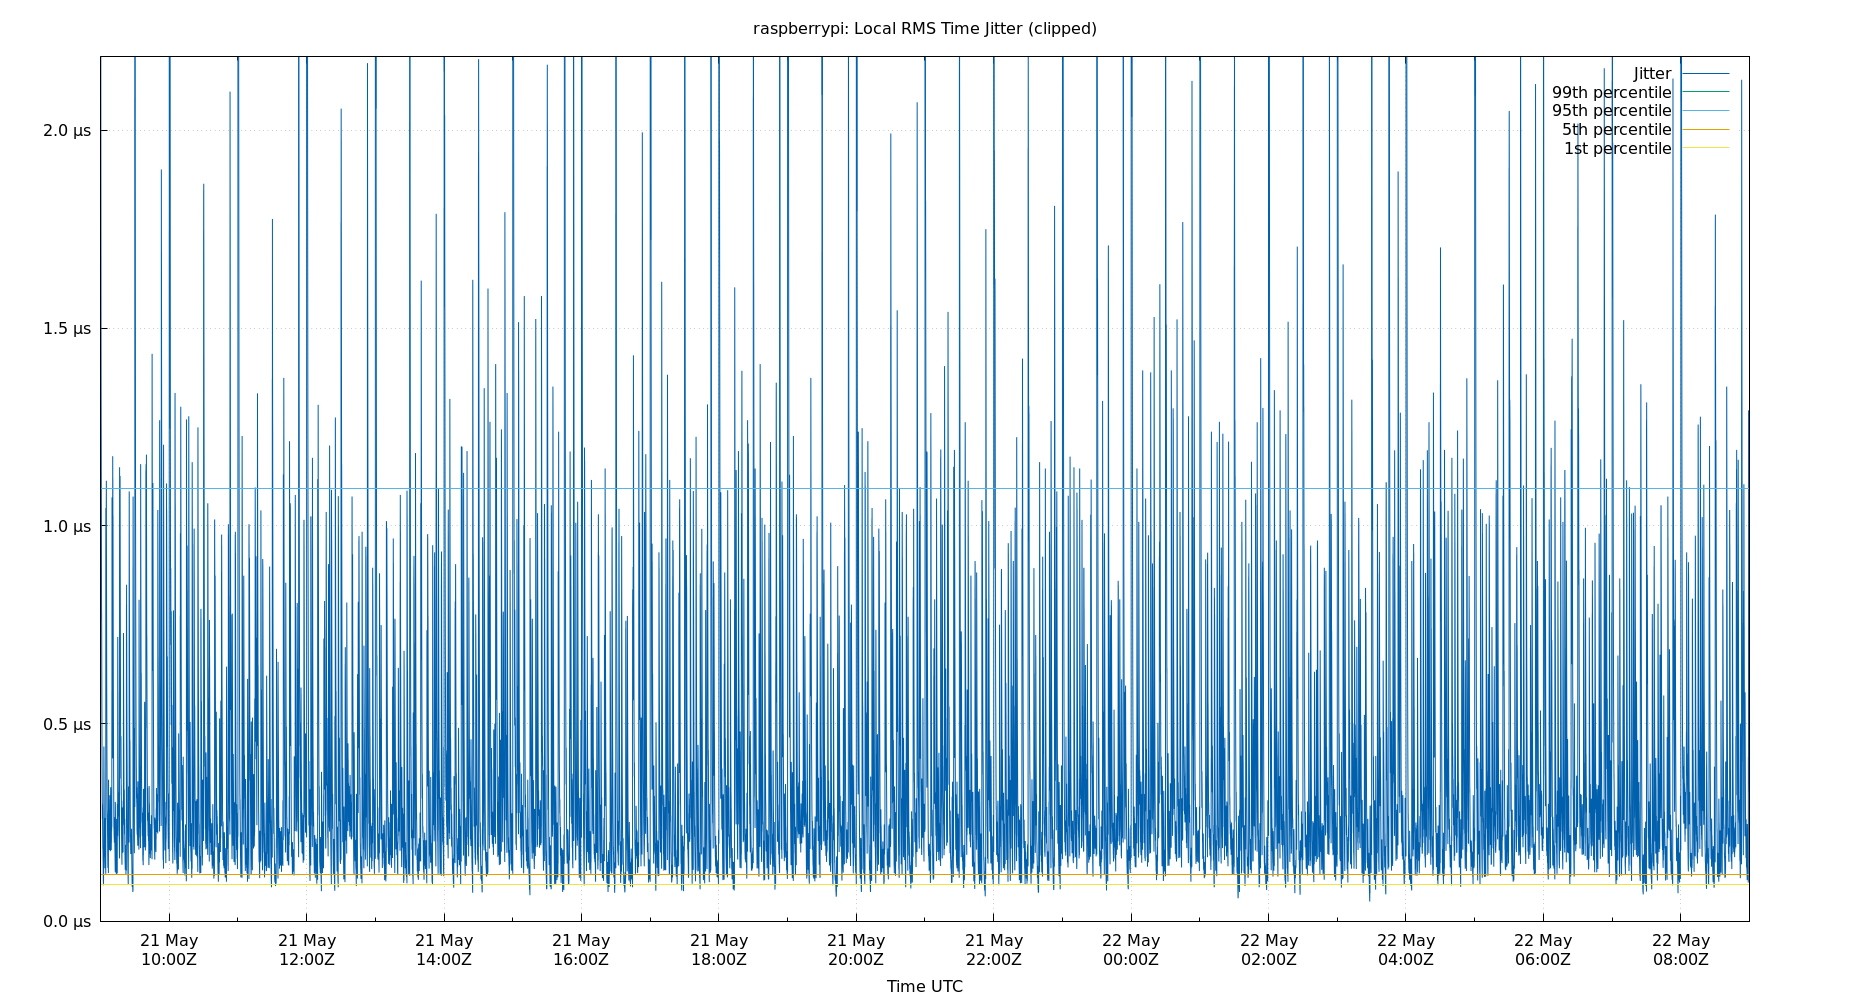 raspberrypi: Local RMS Time Jitter (clipped)
Jitter
99th percentile
95th percentile
5th percentile
1st percentile
2.0 µs
1.5 µs
1.0 µs
0.5 µs
0.0 µs
21 May 21 May 21 May 21 May 21 May 21 May 21 May 22 May 22 May 22 May 22 May 22 May
10:00Z 12:00Z 14:00Z 16:00Z 18:00Z 20:00Z 22:00Z 00:00Z 02:00Z 04:00Z 06:00Z 08:00Z
Time UTC